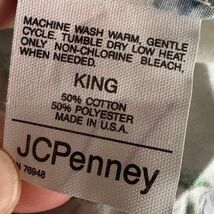 MACHINE WASH WARM, GENTLE
CYCLE. TUMBLE DRY LOW HEAT.
ONLY NON-CHLORINE BLEACH,
WHEN NEEDED.
KING
50% COTTON
50% POLYESTER
MADE IN U.S.A.
JCPenney
N 76948